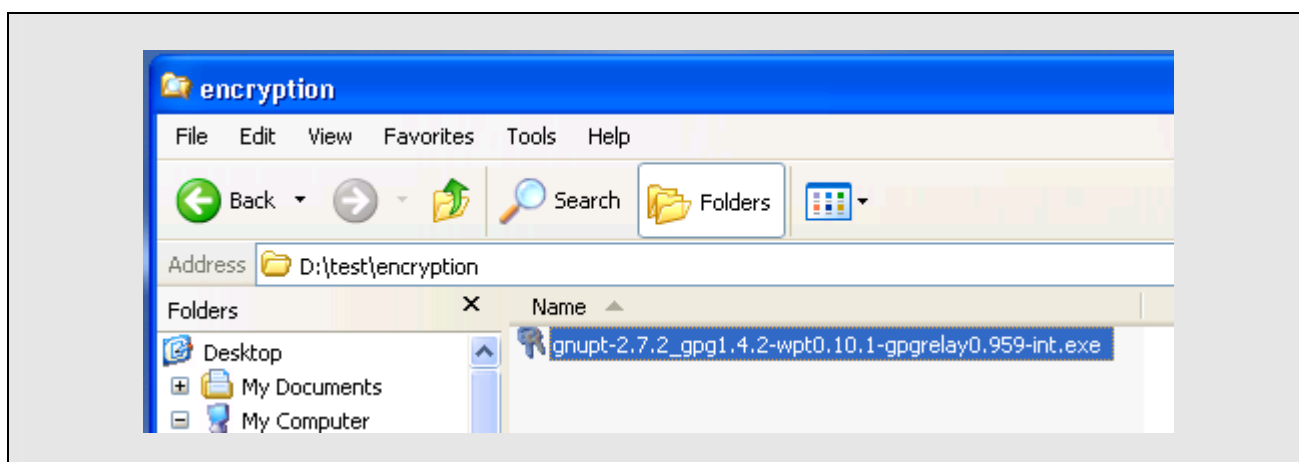 encryption
File Edit View Favorites Tools Help
Back Search Folders
Address D:\test\encryption
Folders Name
Desktop gnupt-2.7.2_gpg1.4.2-wpt0.10.1-gpgrelay0.959-int.exe
My Documents
My Computer